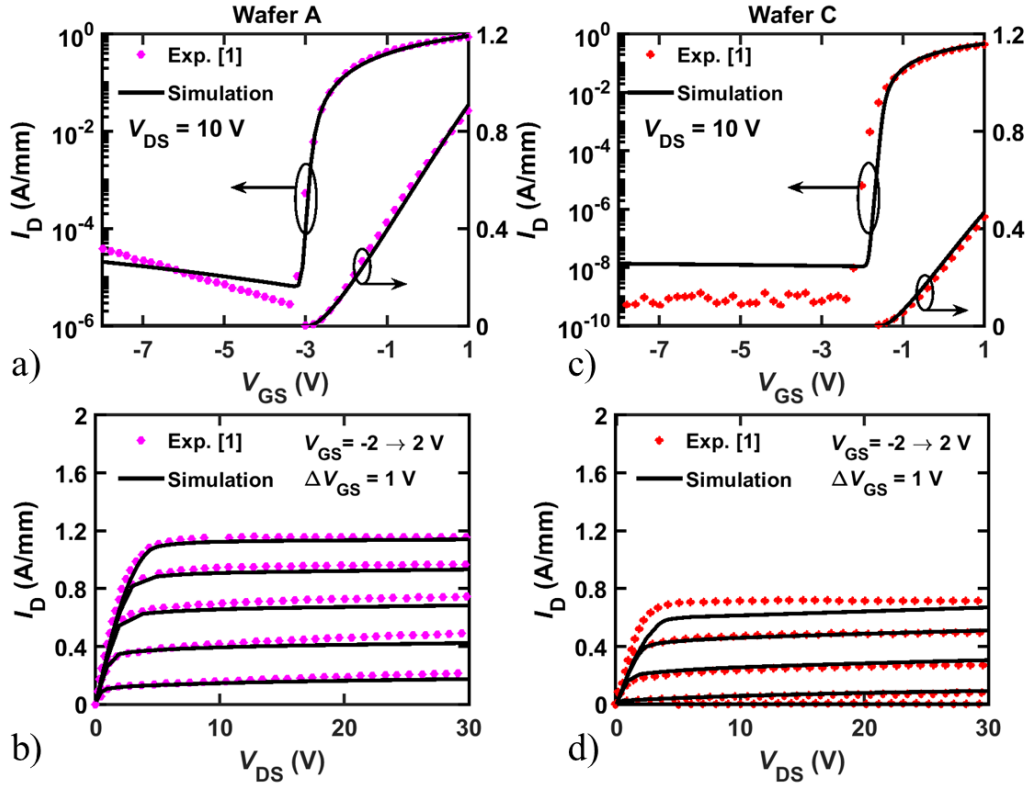 Wafer A
10^0
10^-2
10^-4
10^-6
I_D (A/mm)
Exp. [1]
Simulation
V_DS = 10 V
1.2
0.8
0.4
0
-7 -5 -3 -1 1
V_GS (V)
a)
Wafer C
10^0
10^-2
10^-4
10^-6
10^-8
10^-10
I_D (A/mm)
Exp. [1]
Simulation
V_DS = 10 V
1.2
0.8
0.4
0
-7 -5 -3 -1 1
V_GS (V)
c)
2
1.6
1.2
0.8
0.4
0
I_D (A/mm)
Exp. [1]
Simulation
V_GS= -2 → 2 V
ΔV_GS = 1 V
0 10 20 30
V_DS (V)
b)
2
1.6
1.2
0.8
0.4
0
I_D (A/mm)
Exp. [1]
Simulation
V_GS= -2 → 2 V
ΔV_GS = 1 V
0 10 20 30
V_DS (V)
d)